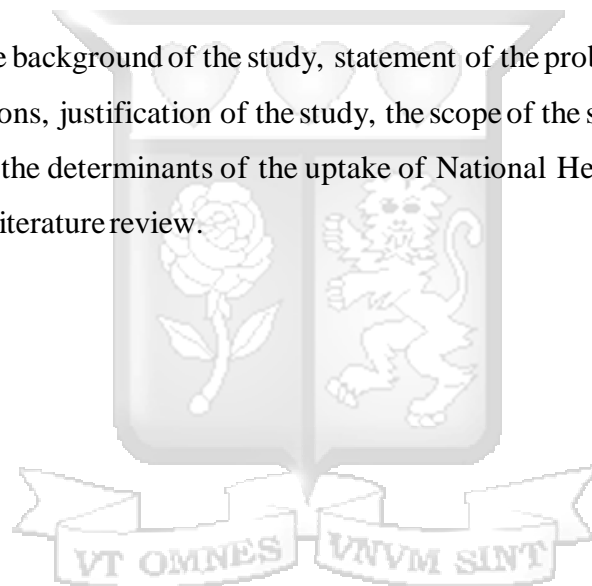 e background of the study, statement of the prob
ons, justification of the study, the scope of the s
the determinants of the uptake of National He
iterature review.
VT OMNES VNVM SINT